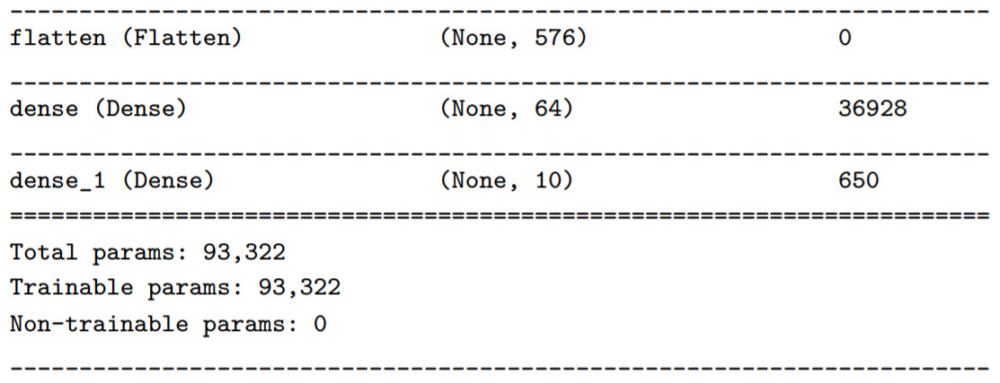 _________________________________________________________________
flatten (Flatten)            (None, 576)               0
_________________________________________________________________
dense (Dense)                (None, 64)                36928
_________________________________________________________________
dense_1 (Dense)              (None, 10)                650
=================================================================
Total params: 93,322
Trainable params: 93,322
Non-trainable params: 0
_________________________________________________________________